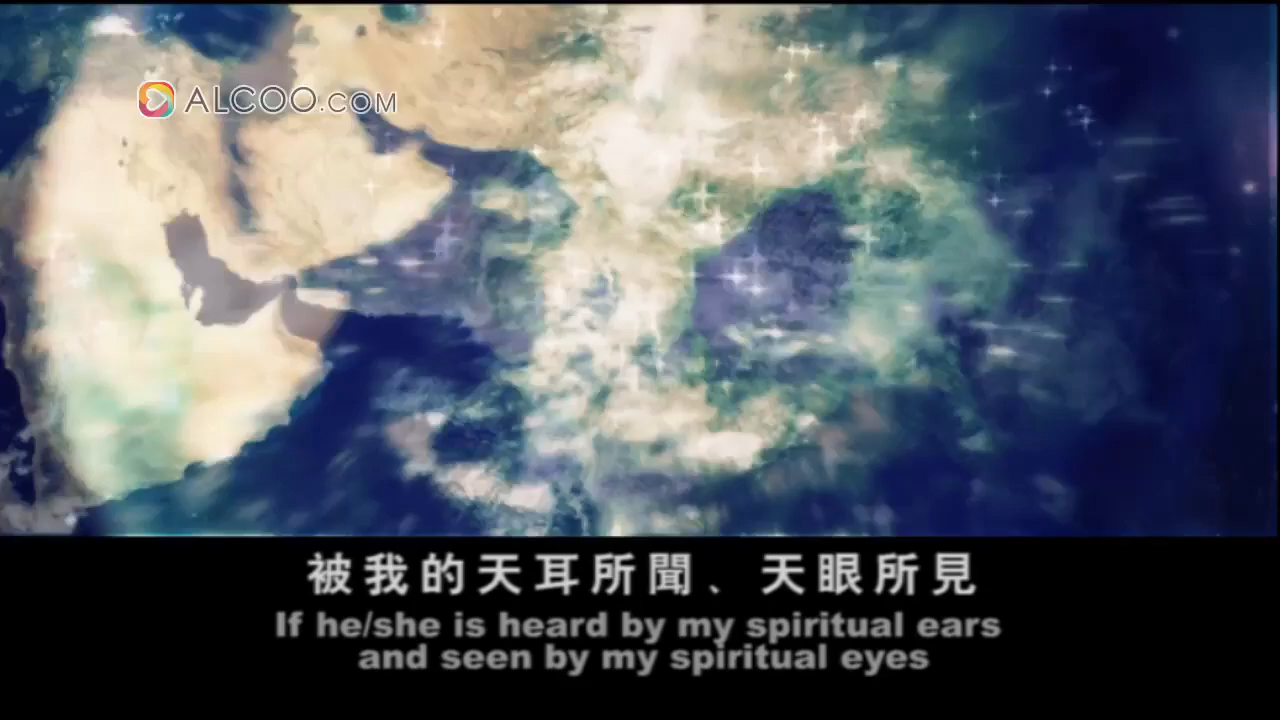 ALCOO.COM
被我的天耳所聞、天眼所見
If he/she is heard by my spiritual ears
and seen by my spiritual eyes